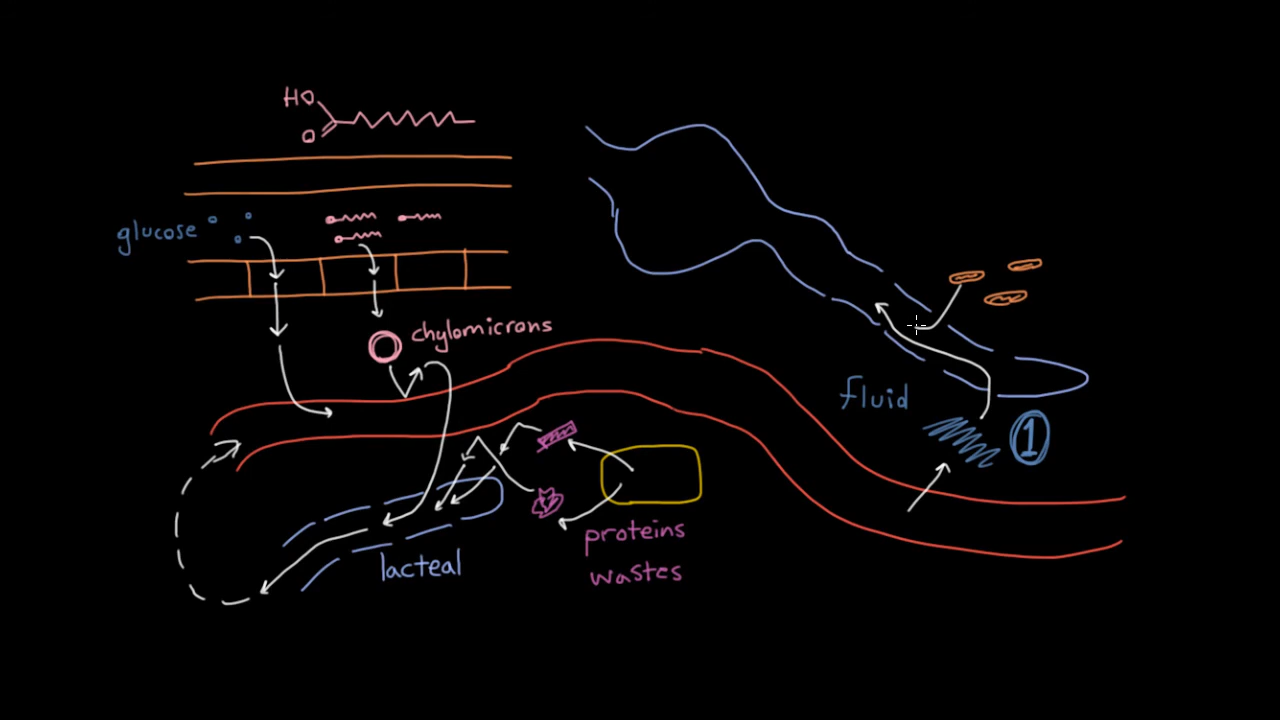 HO
O
glucose
chylomicrons
fluid
1
proteins
wastes
lacteal